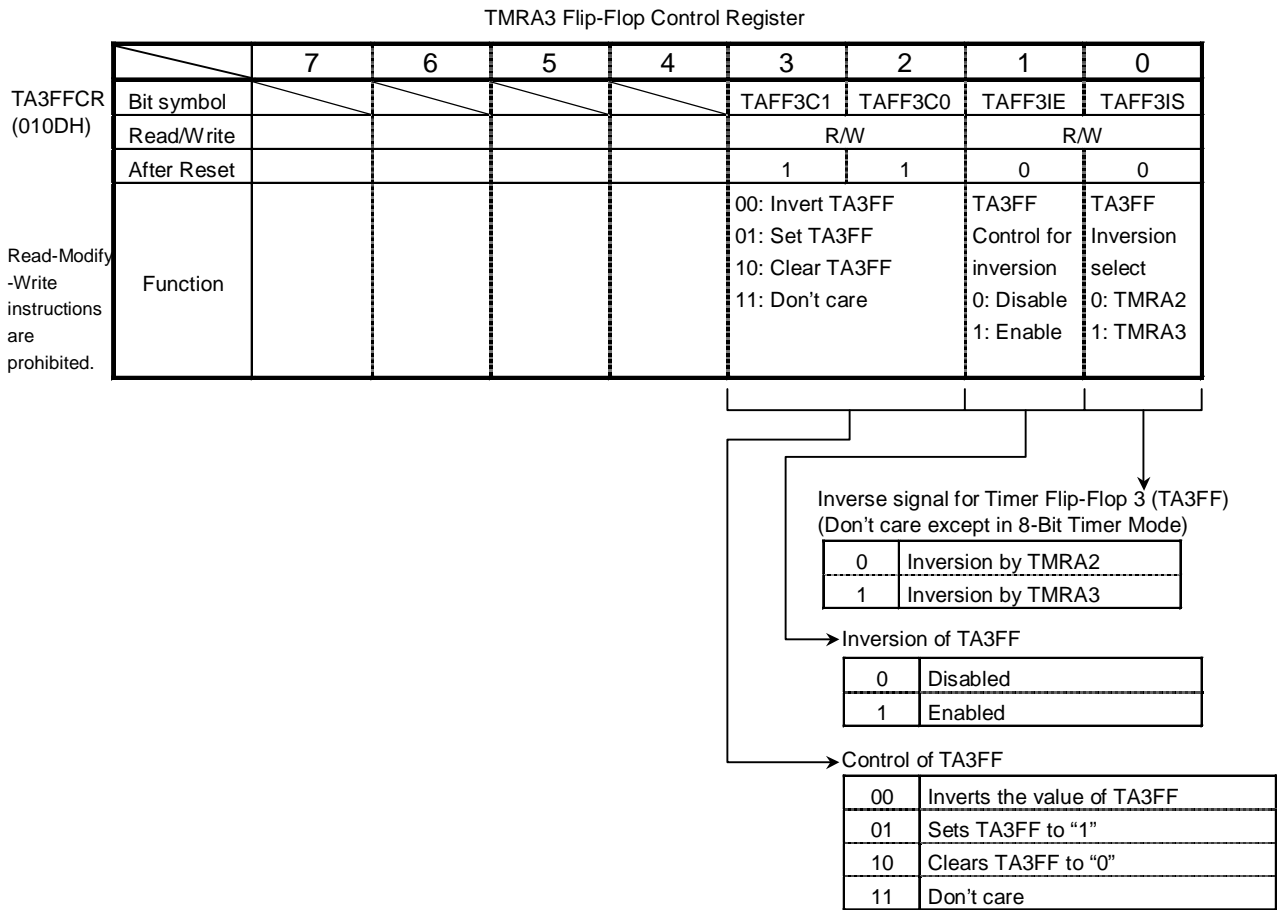 TMRA3 Flip-Flop Control Register
7 6 5 4 3 2 1 0
TA3FFCR
(010DH)
Bit symbol TAFF3C1 TAFF3C0 TAFF3IE TAFF3IS
Read/Write R/W R/W
After Reset 1 1 0 0
Read-Modify
-Write
instructions
are
prohibited.
Function
00: Invert TA3FF
01: Set TA3FF
10: Clear TA3FF
11: Don't care
TA3FF
Control for
inversion
0: Disable
1: Enable
TA3FF
Inversion
select
0: TMRA2
1: TMRA3
Inverse signal for Timer Flip-Flop 3 (TA3FF)
(Don't care except in 8-Bit Timer Mode)
0 Inversion by TMRA2
1 Inversion by TMRA3
Inversion of TA3FF
0 Disabled
1 Enabled
Control of TA3FF
00 Inverts the value of TA3FF
01 Sets TA3FF to “1”
10 Clears TA3FF to “0”
11 Don't care